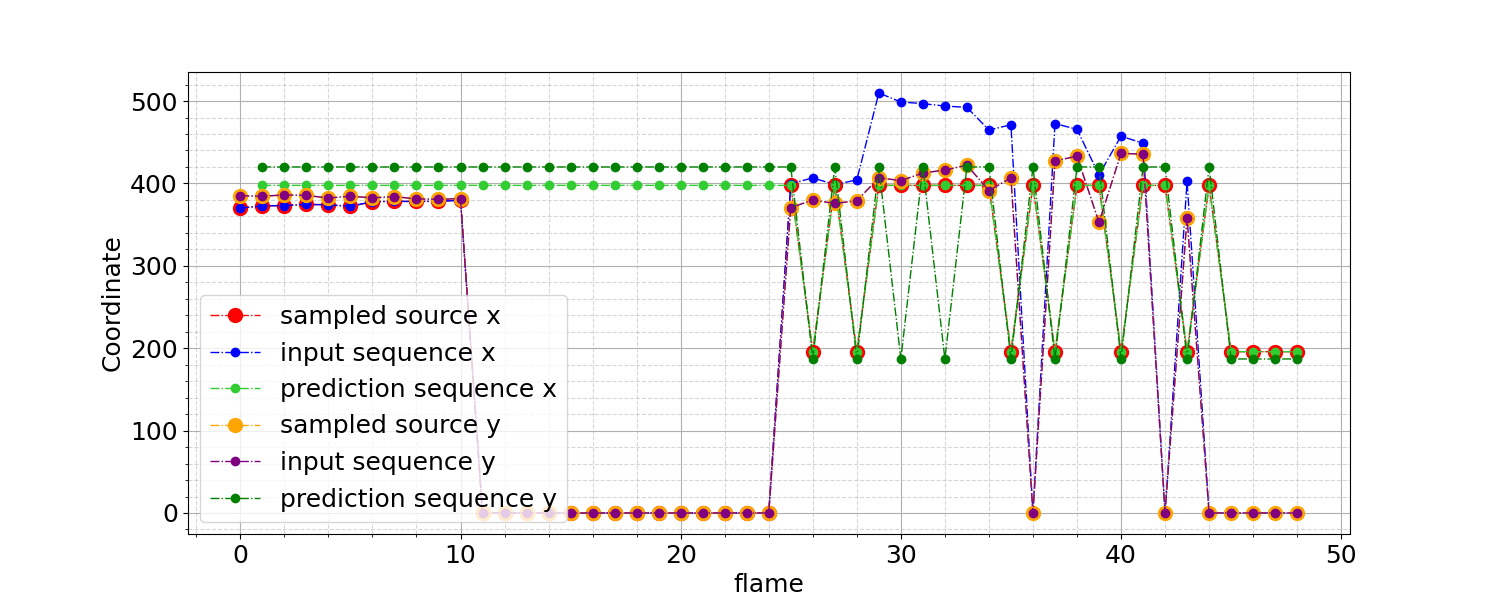 500
400
300
200
100
0
Coordinate
sampled source x
input sequence x
prediction sequence x
sampled source y
input sequence y
prediction sequence y
0 10 20 30 40 50
flame